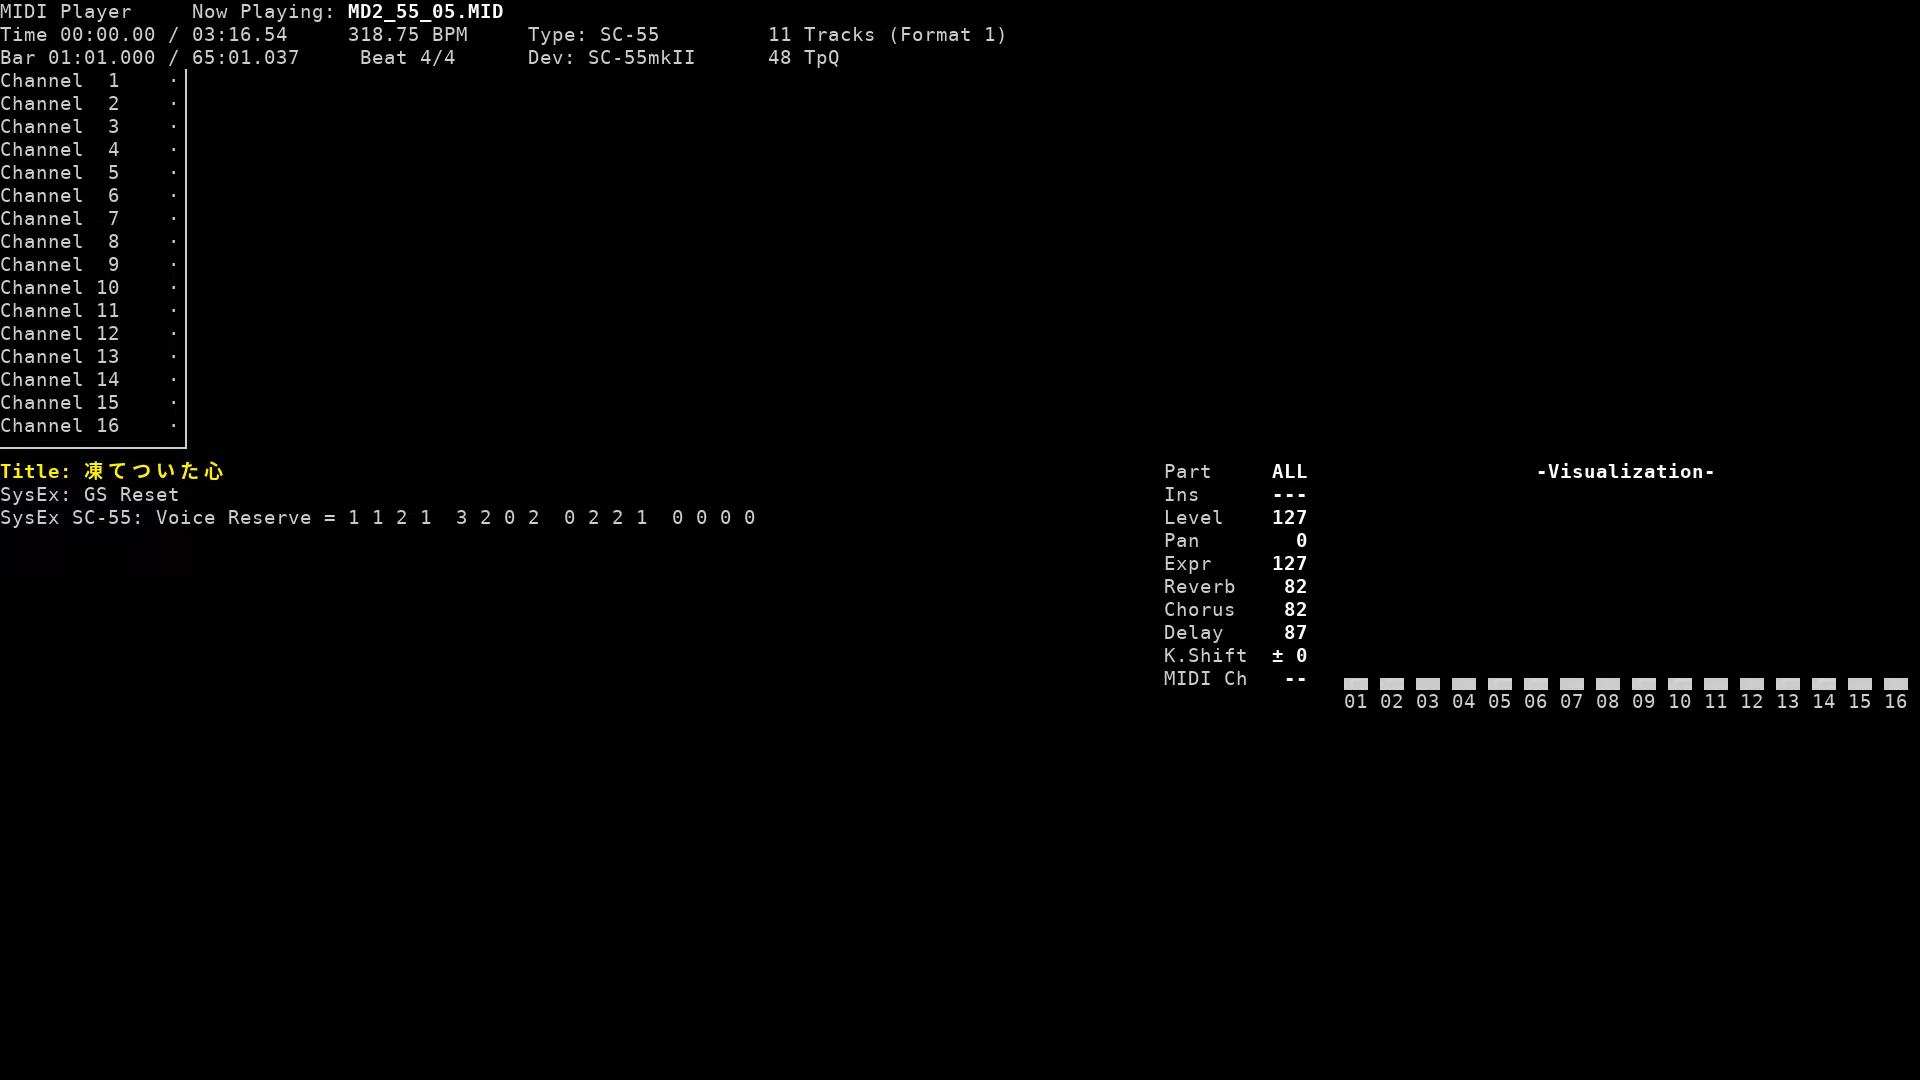 MIDI Player     Now Playing: MD2_55_05.MID
Time 00:00.00 / 03:16.54     318.75 BPM     Type: SC-55         11 Tracks (Format 1)
Bar 01:01.000 / 65:01.037     Beat 4/4      Dev: SC-55mkII      48 TpQ
Channel  1    ·
Channel  2    ·
Channel  3    ·
Channel  4    ·
Channel  5    ·
Channel  6    ·
Channel  7    ·
Channel  8    ·
Channel  9    ·
Channel 10    ·
Channel 11    ·
Channel 12    ·
Channel 13    ·
Channel 14    ·
Channel 15    ·
Channel 16    ·
Title: 凍てついた心
SysEx: GS Reset
SysEx SC-55: Voice Reserve = 1 1 2 1  3 2 0 2  0 2 2 1  0 0 0 0
Part     ALL
Ins      ---
Level    127
Pan        0
Expr     127
Reverb    82
Chorus    82
Delay     87
K.Shift  ± 0
MIDI Ch   --
-Visualization-
01 02 03 04 05 06 07 08 09 10 11 12 13 14 15 16